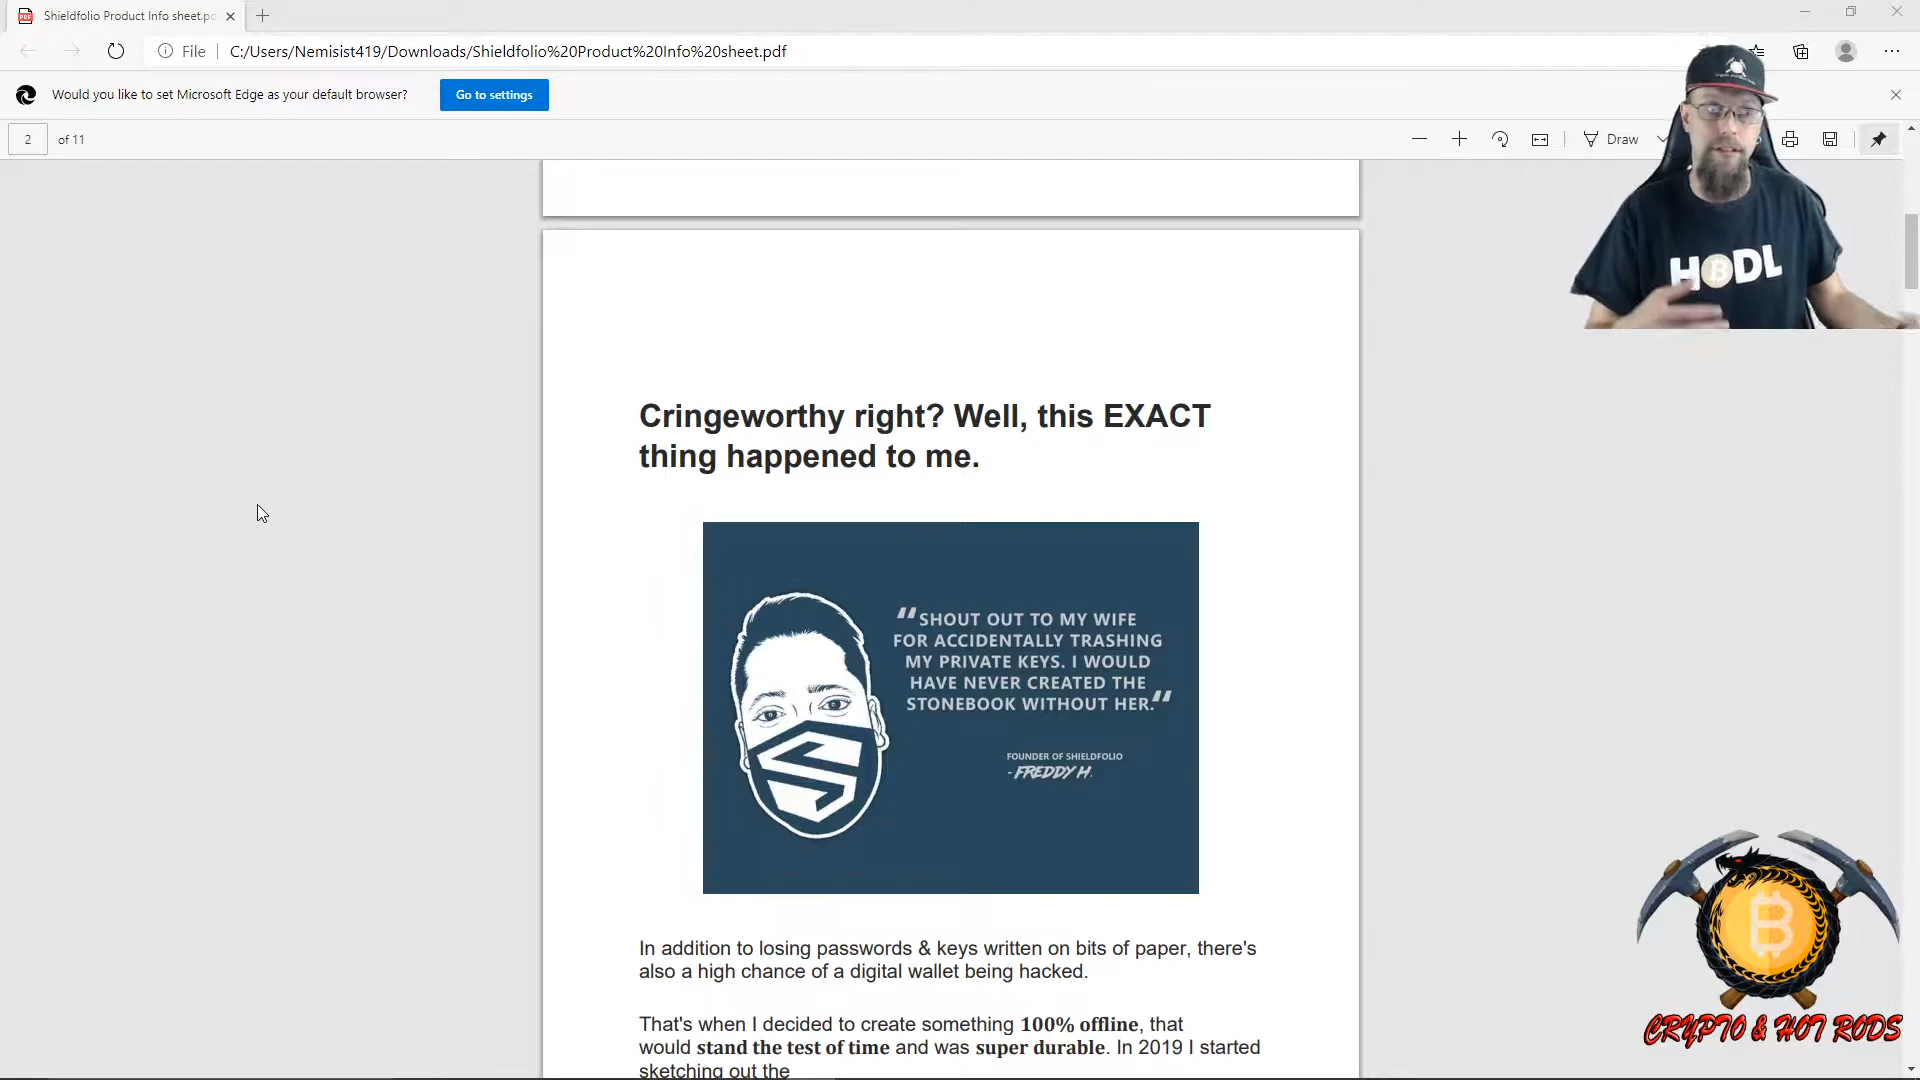 Shieldfolio Product Info sheet.pd
File
C:/Users/Nemisist419/Downloads/Shieldfolio%20Product%20Info%20sheet.pdf
Would you like to set Microsoft Edge as your default browser?
Go to settings
2 of 11
Draw
HODL
Cringeworthy right? Well, this EXACT
thing happened to me.
“SHOUT OUT TO MY WIFE
FOR ACCIDENTALLY TRASHING
MY PRIVATE KEYS. I WOULD
HAVE NEVER CREATED THE
STONEBOOK WITHOUT HER.“
FOUNDER OF SHIELDFOLIO
- FREDDY H.
In addition to losing passwords & keys written on bits of paper, there's
also a high chance of a digital wallet being hacked.
That's when I decided to create something 100% offline, that
would stand the test of time and was super durable. In 2019 I started
sketching out the
CRYPTO & HOT RODS